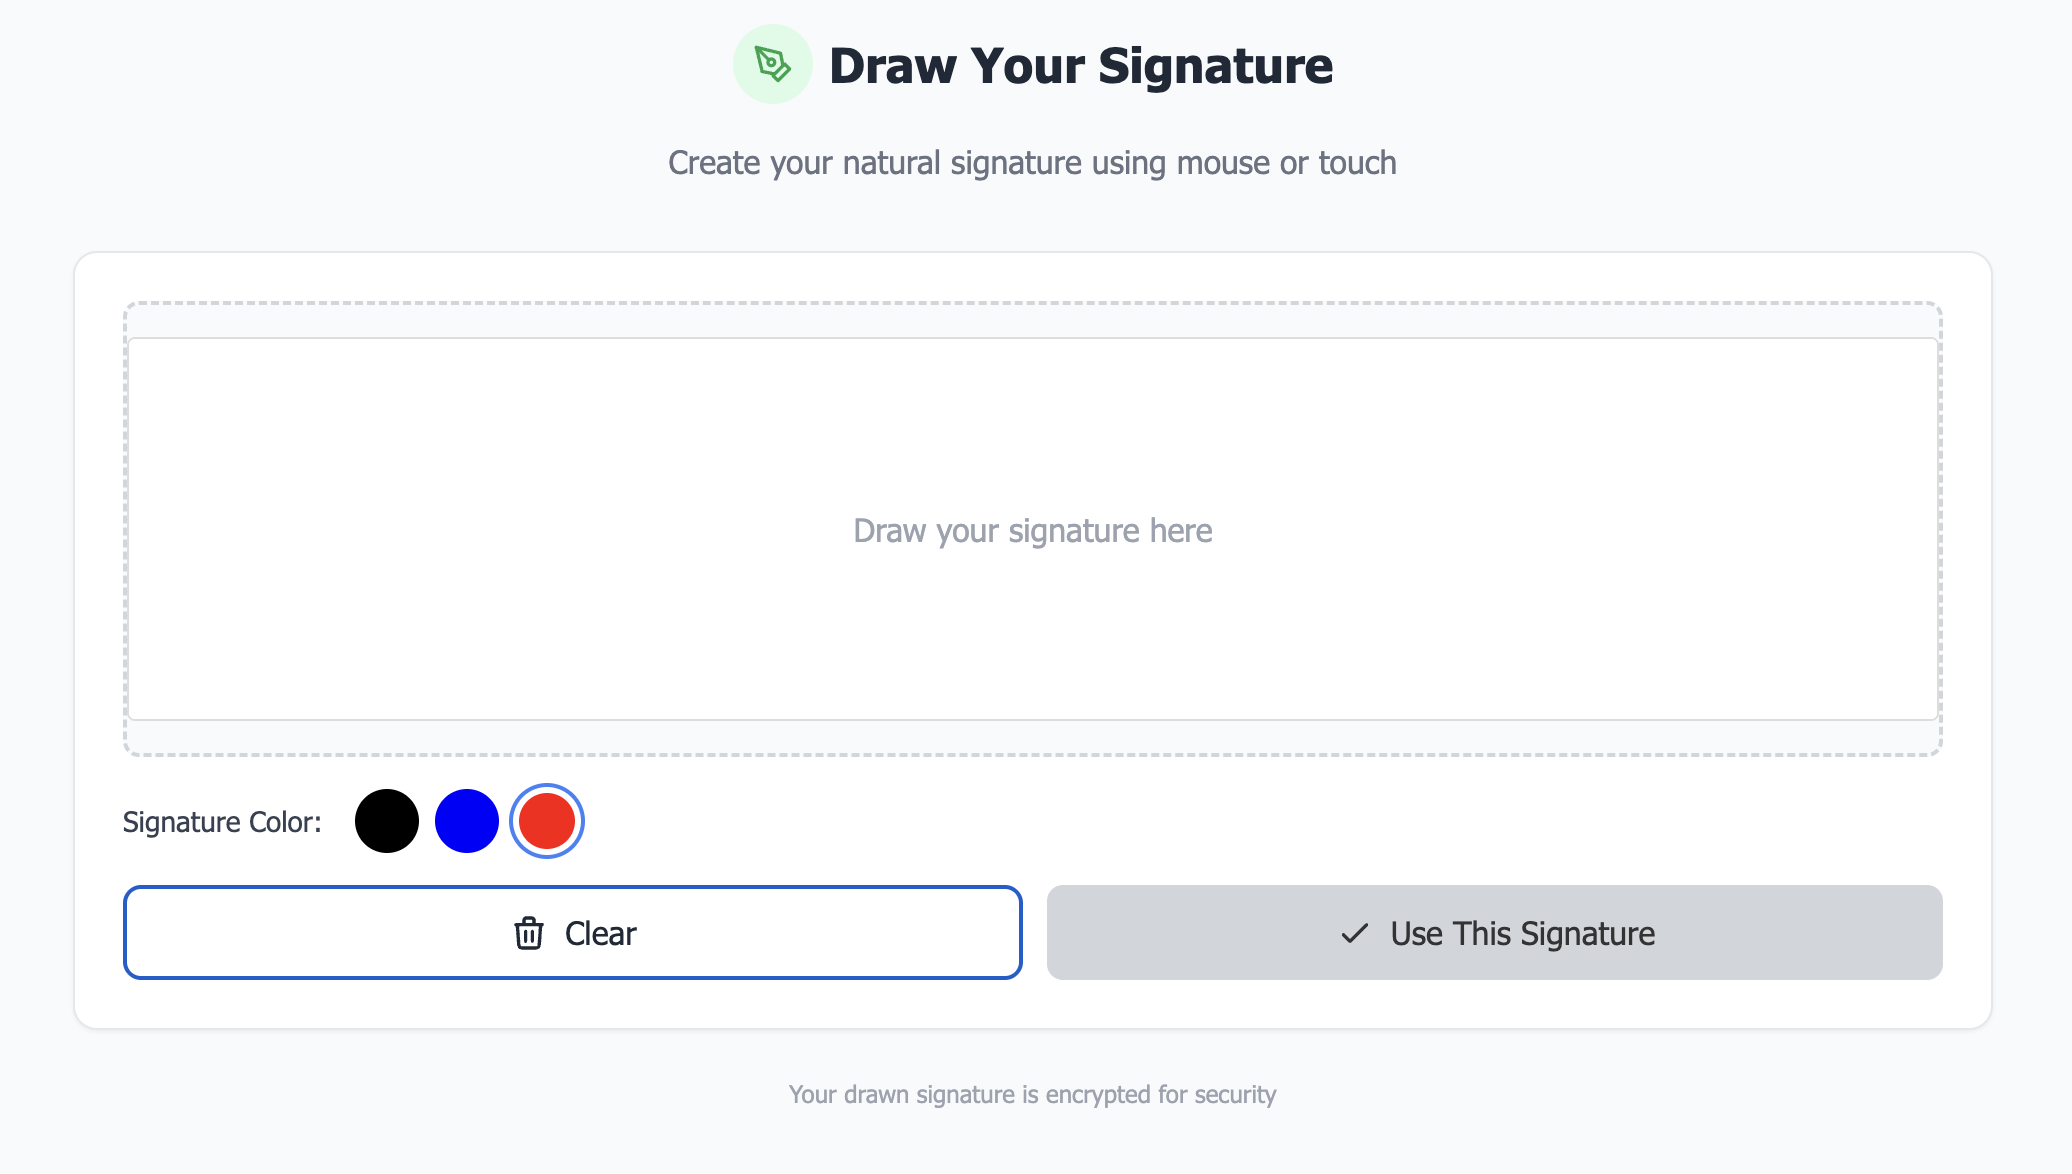 Draw Your Signature
Create your natural signature using mouse or touch
Draw your signature here
Signature Color:
Clear
Use This Signature
Your drawn signature is encrypted for security